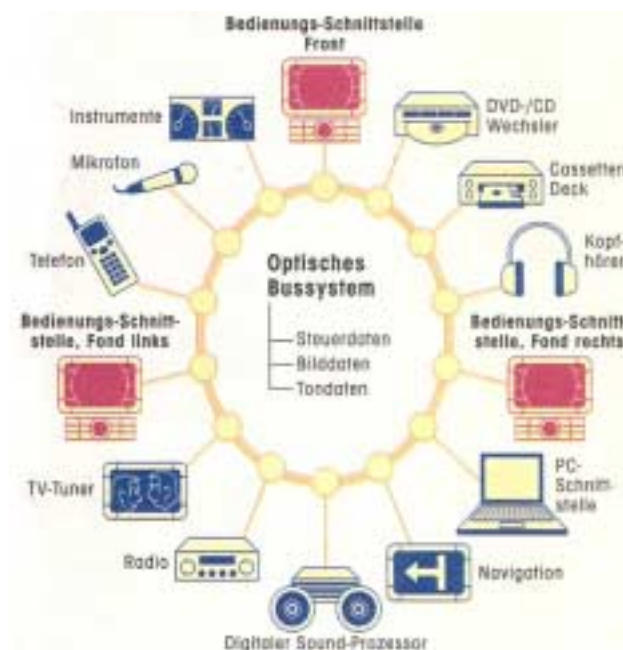 Bedienungs-Schnittstelle
Front
Instrumente
DVD-/CD
Wechsler
Mikrofon
Cassetten
Deck
Telefon
Kopf-
hörer
Optisches
Bussystem
Steuerdaten
Bilddaten
Tondaten
Bedienungs-Schnitt-
stelle, Fond links
Bedienungs-Schnitt
stelle, Fond rechts
TV-Tuner
PC-
Schnitt-
stelle
Radio
Navigation
Digitaler Sound-Prozessor